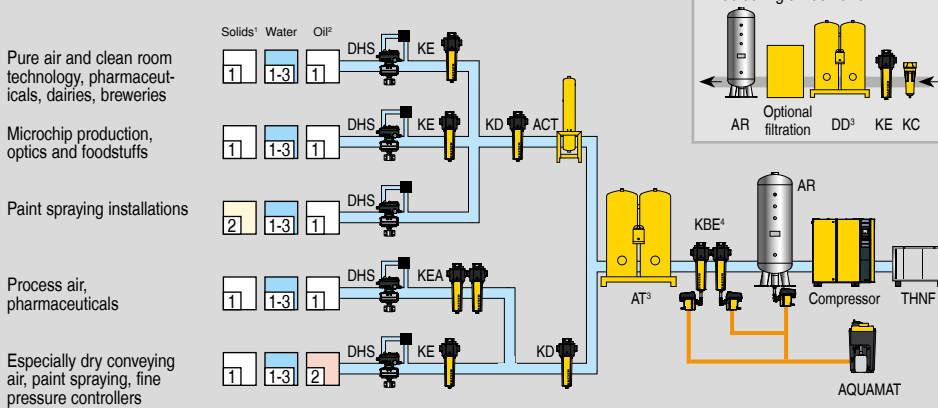 Solids¹ Water Oil²
Pure air and clean room
technology, pharmaceut-
icals, dairies, breweries
1 1-3 1
DHS KE
Microchip production,
optics and foodstuffs
1 1-3 1
DHS KE KD ACT
Paint spraying installations
2 1-3 1
DHS
Process air,
pharmaceuticals
1 1-3 1
DHS KEA
Especially dry conveying
air, paint spraying, fine
pressure controllers
1 1-3 2
DHS KE KD
AT³
KBE⁴
AR
Compressor
THNF
AQUAMAT
AR
Optional
filtration
DD³
KE
KC